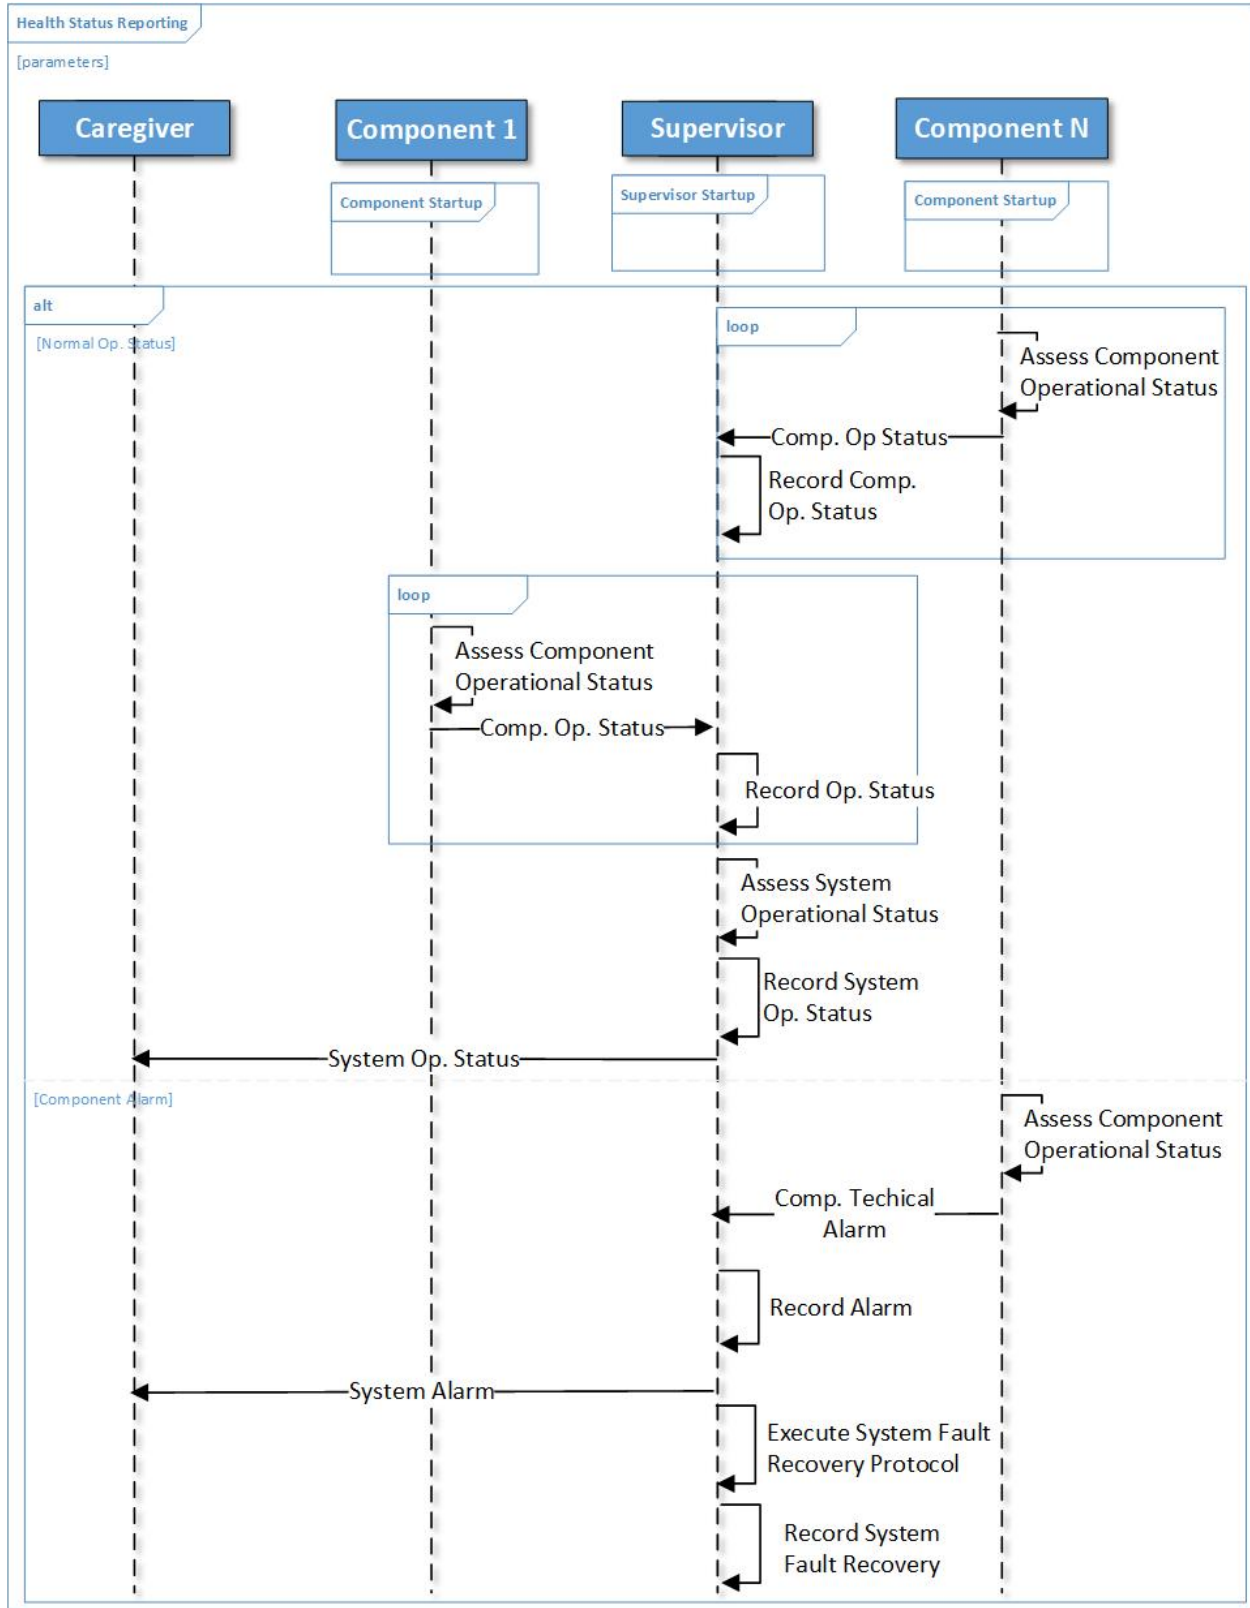 Health Status Reporting
[parameters]
Caregiver
Component 1
Supervisor
Component N
Component Startup
Supervisor Startup
Component Startup
alt
[Normal Op. Status]
loop
Assess Component
Operational Status
Comp. Op Status
Record Comp.
Op. Status
loop
Assess Component
Operational Status
Comp. Op. Status
Record Op. Status
Assess System
Operational Status
Record System
Op. Status
System Op. Status
[Component Alarm]
Assess Component
Operational Status
Comp. Techical
Alarm
Record Alarm
System Alarm
Execute System Fault
Recovery Protocol
Record System
Fault Recovery